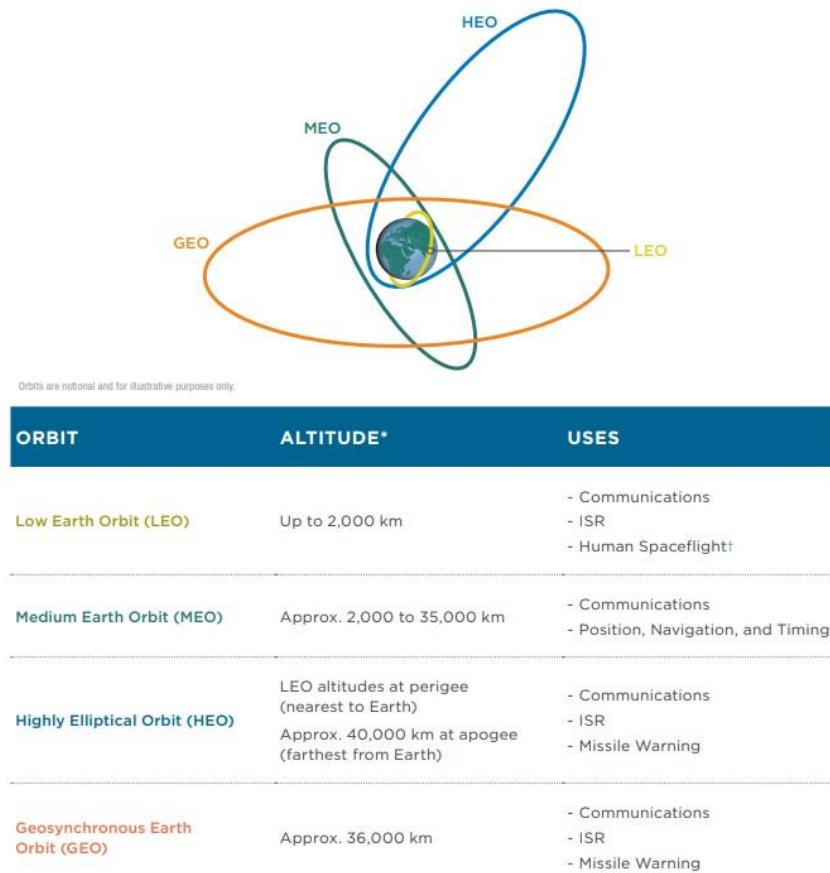 HEO
MEO
GEO
LEO
Orbits are notional and for illustrative purposes only.
ORBIT ALTITUDE* USES
Low Earth Orbit (LEO) Up to 2,000 km
- Communications
- ISR
- Human Spaceflight†
Medium Earth Orbit (MEO) Approx. 2,000 to 35,000 km
- Communications
- Position, Navigation, and Timing
Highly Elliptical Orbit (HEO)
LEO altitudes at perigee
(nearest to Earth)
Approx. 40,000 km at apogee
(farthest from Earth)
- Communications
- ISR
- Missile Warning
Geosynchronous Earth
Orbit (GEO)
Approx. 36,000 km
- Communications
- ISR
- Missile Warning